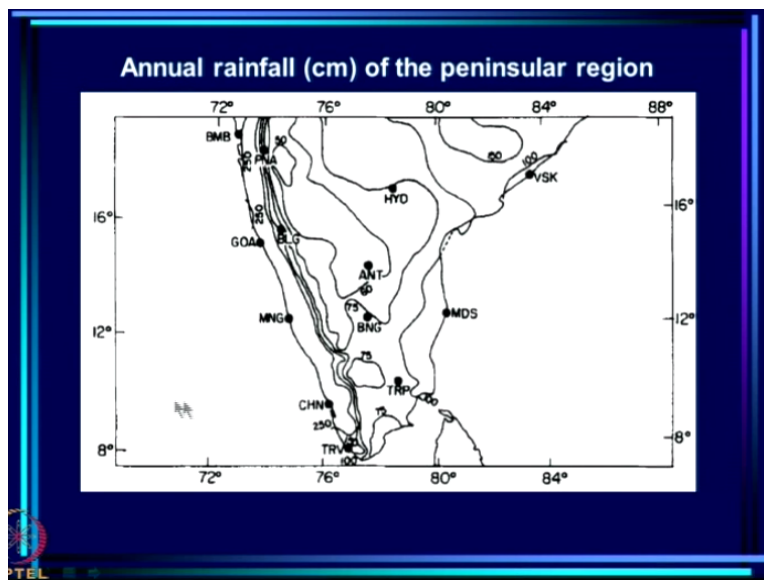 Annual rainfall (cm) of the peninsular region
72° 76° 80° 84° 88°
BMB
250
PNA
50
150
100
VSK
HYD
16°
250
16°
GOA
BLG
ANT
75
12°
MNG
BNG
MDS
12°
75
TRP
CHN
250
75
100
8°
TRV
100
8°
72° 76° 80° 84°
PTEL